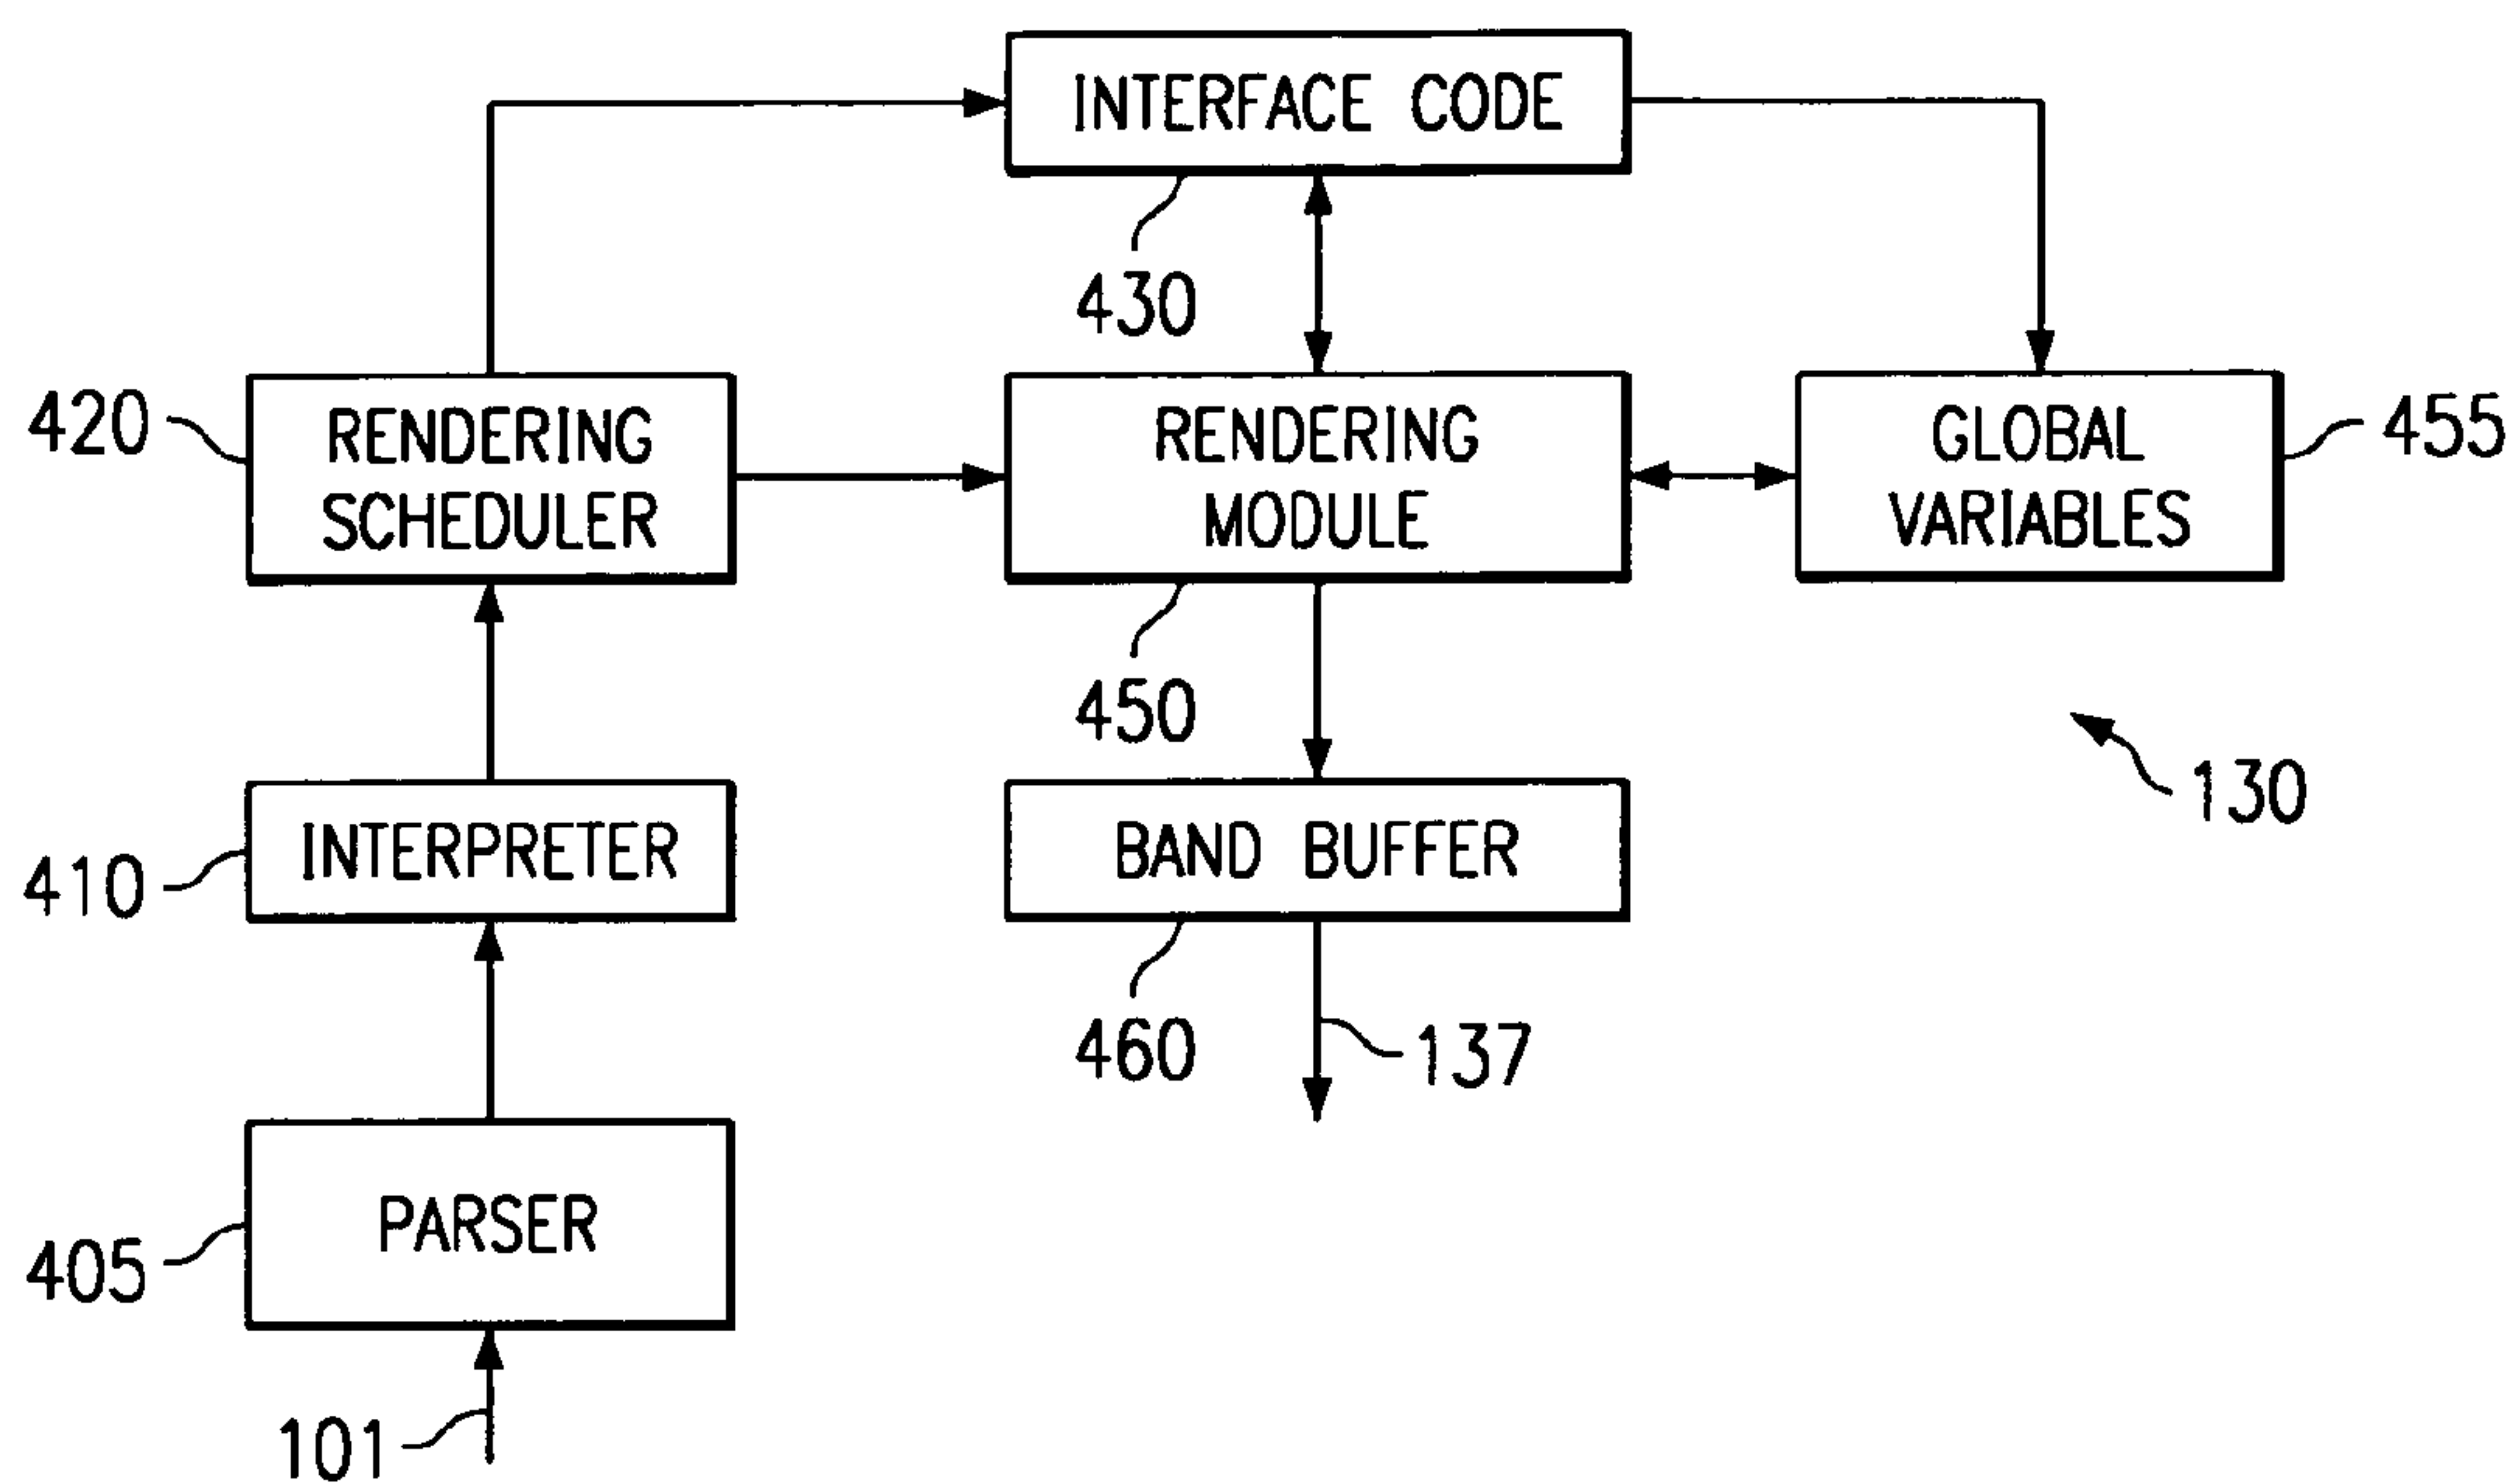 INTERFACE CODE
430
420
RENDERING
SCHEDULER
RENDERING
MODULE
GLOBAL
VARIABLES
455
450
130
410
INTERPRETER
BAND BUFFER
460
137
405
PARSER
101